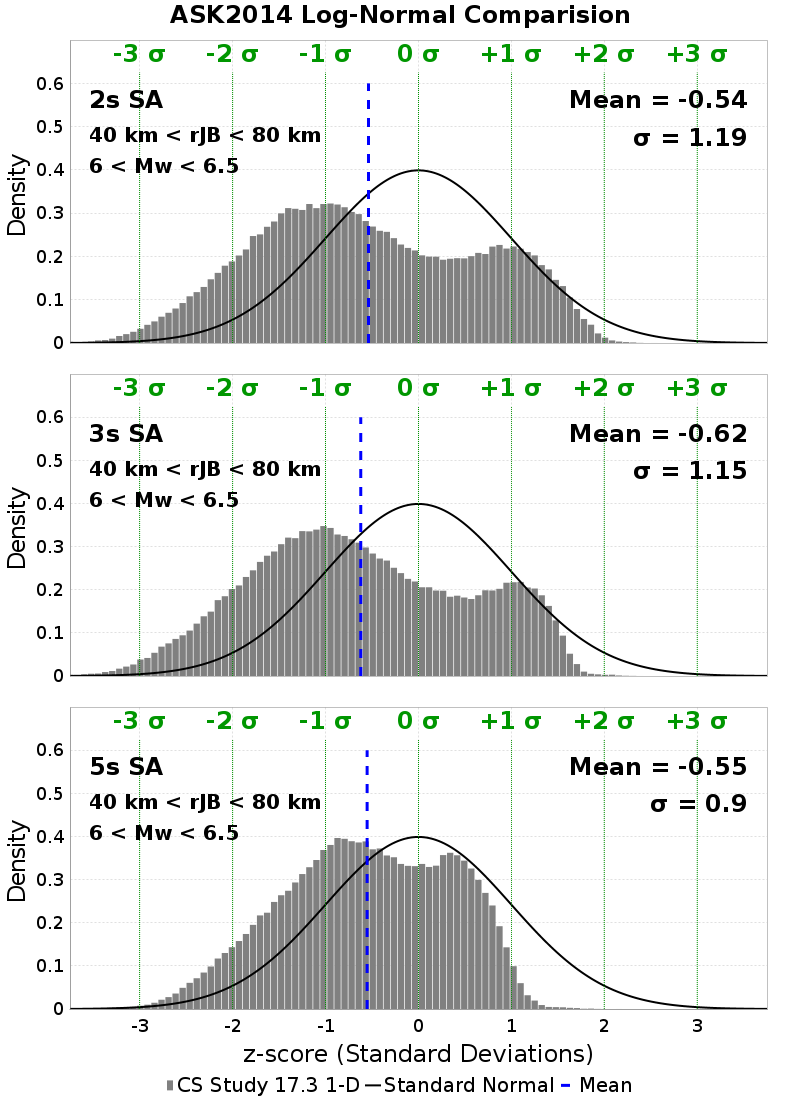 ASK2014 Log-Normal Comparision
-3 σ -2 σ -1 σ 0 σ +1 σ +2 σ +3 σ
0.6
2s SA Mean = -0.54
0.5
40 km < rJB < 80 km σ = 1.19
6 < Mw < 6.5
0.4
0.3
0.2
0.1
0
Density
-3 σ -2 σ -1 σ 0 σ +1 σ +2 σ +3 σ
0.6
3s SA Mean = -0.62
0.5
40 km < rJB < 80 km σ = 1.15
6 < Mw < 6.5
0.4
0.3
0.2
0.1
0
Density
-3 σ -2 σ -1 σ 0 σ +1 σ +2 σ +3 σ
0.6
5s SA Mean = -0.55
0.5
40 km < rJB < 80 km σ = 0.9
6 < Mw < 6.5
0.4
0.3
0.2
0.1
0
Density
-3 -2 -1 0 1 2 3
z-score (Standard Deviations)
CS Study 17.3 1-D Standard Normal Mean